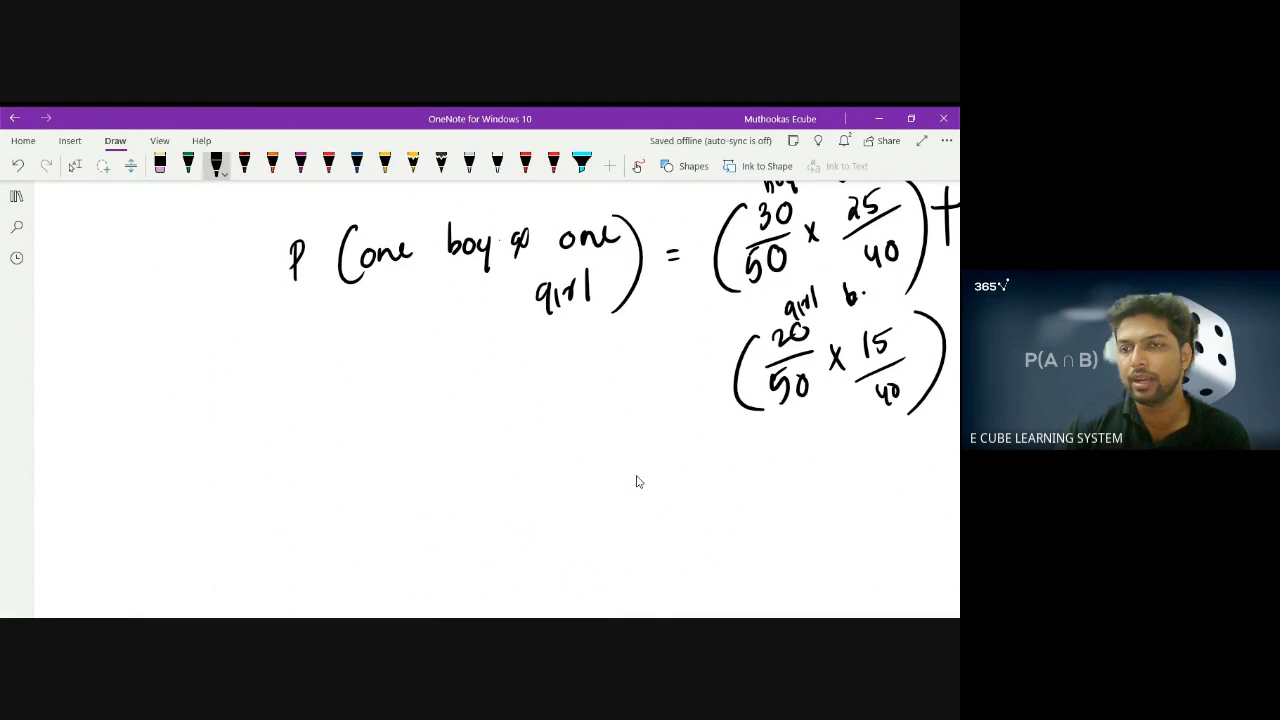 OneNote for Windows 10
Muthookas Ecube
Home Insert Draw View Help
Saved offline (auto-sync is off)
Share
Shapes
Ink to Shape
Ink to Text
P (one boy one girl) = (30/50 x 25/40) +
girl b.
(20/50 x 15/40)
365
P(A ∩ B)
E CUBE LEARNING SYSTEM